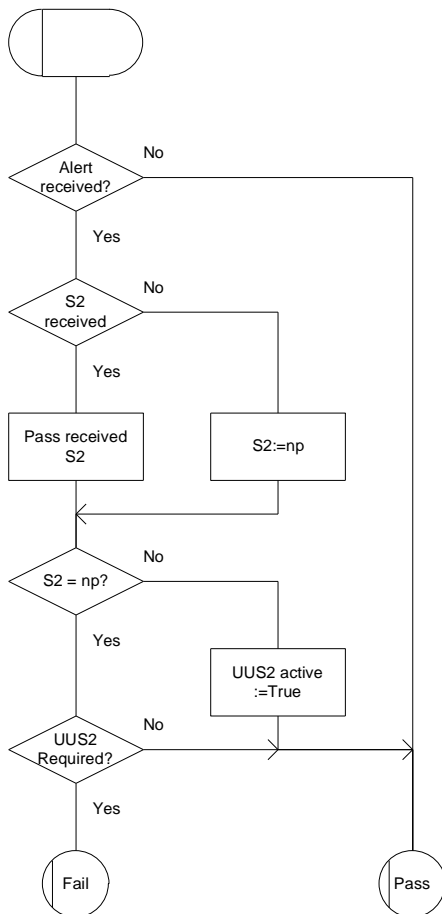 No
Alert
received?
Yes
No
S2
received
Yes
Pass received
S2
S2:=np
No
S2 = np?
Yes
UUS2 active
:=True
No
UUS2
Required?
Yes
Fail
Pass